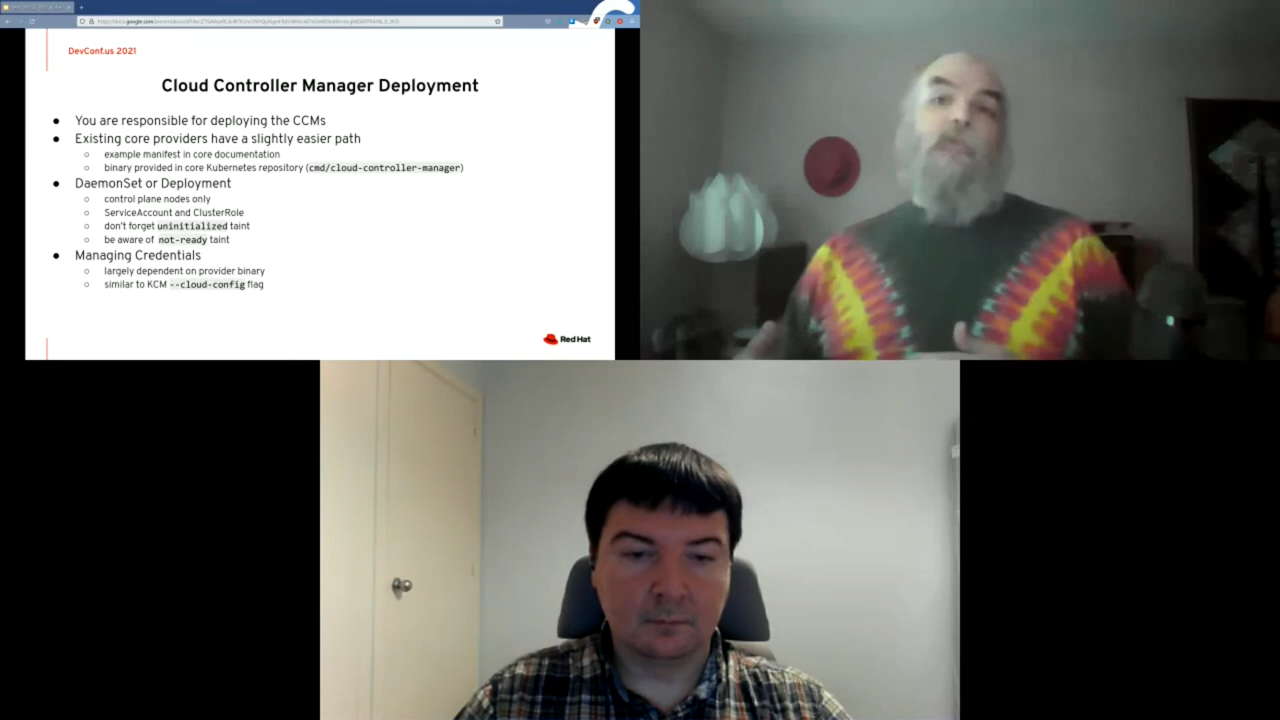 DevConf.us 2021
Cloud Controller Manager Deployment
● You are responsible for deploying the CCMs
● Existing core providers have a slightly easier path
○ example manifest in core documentation
○ binary provided in core Kubernetes repository (cmd/cloud-controller-manager)
● DaemonSet or Deployment
○ control plane nodes only
○ ServiceAccount and ClusterRole
○ don't forget uninitialized taint
○ be aware of not-ready taint
● Managing Credentials
○ largely dependent on provider binary
○ similar to KCM --cloud-config flag
Red Hat